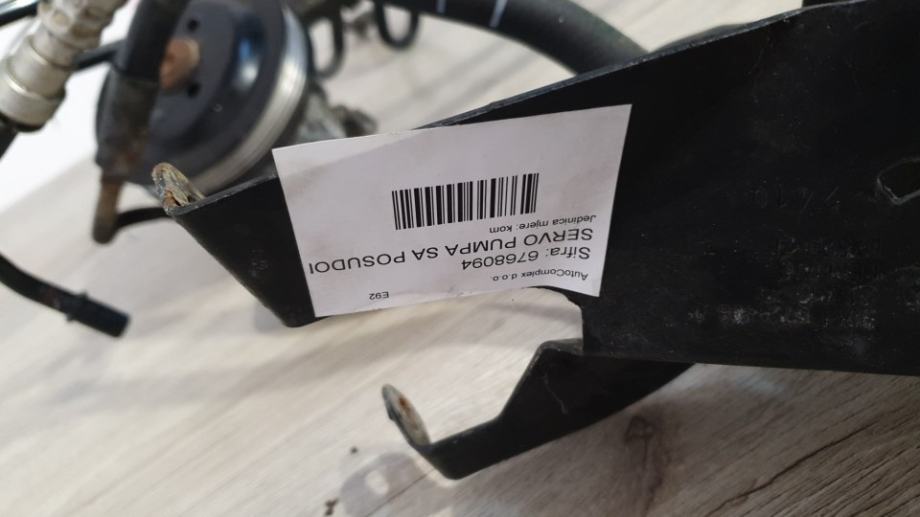 AutoComplex d.o.o.
E92
Sifra: 6768094
SERVO PUMPA SA POSUDOI
Jedinica mjere: kom